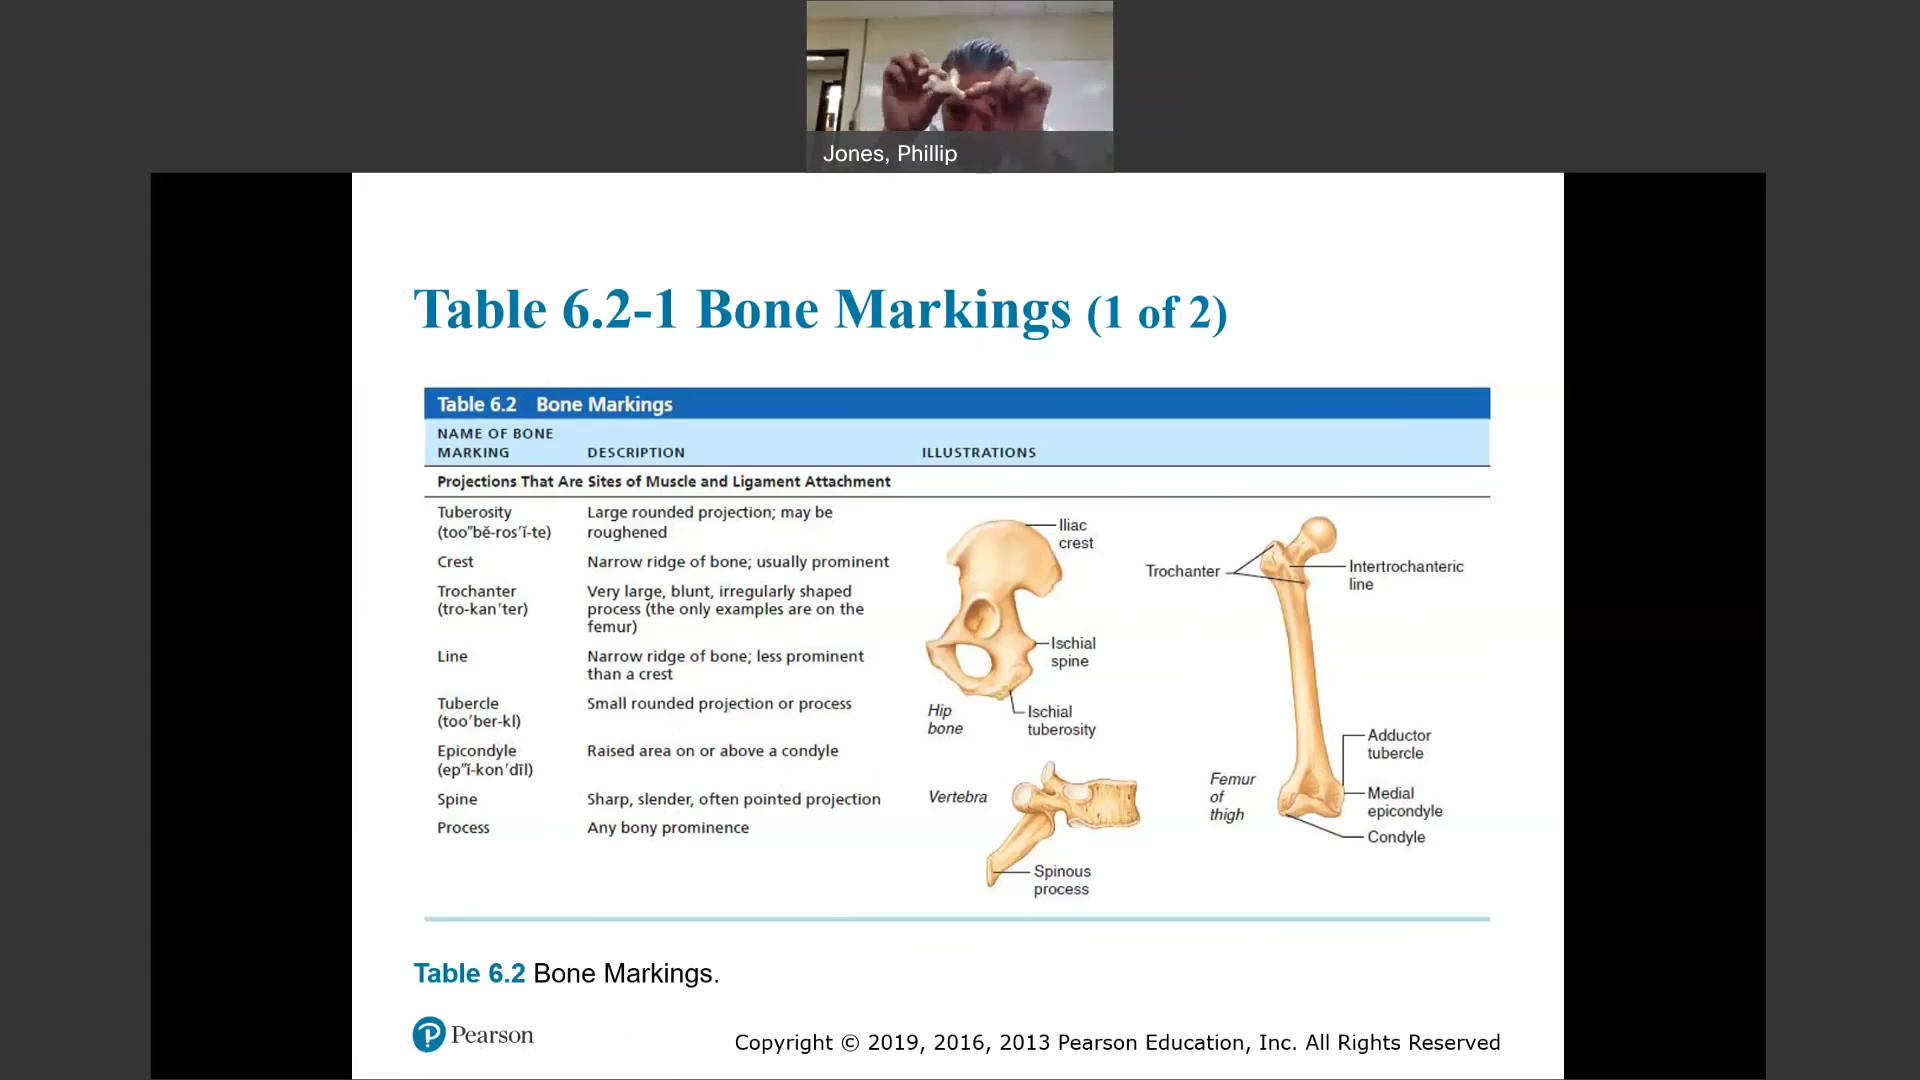 Jones, Phillip
Table 6.2-1 Bone Markings (1 of 2)
Table 6.2 Bone Markings
NAME OF BONE
MARKING DESCRIPTION ILLUSTRATIONS
Projections That Are Sites of Muscle and Ligament Attachment
Tuberosity
(too″bĕ-ros′ĭ-te)
Large rounded projection; may be
roughened
Crest
Narrow ridge of bone; usually prominent
Trochanter
(tro-kan′ter)
Very large, blunt, irregularly shaped
process (the only examples are on the
femur)
Line
Narrow ridge of bone; less prominent
than a crest
Tubercle
(too′ber-kl)
Small rounded projection or process
Epicondyle
(ep″ĭ-kon′dīl)
Raised area on or above a condyle
Spine
Sharp, slender, often pointed projection
Process
Any bony prominence
Iliac
crest
Ischial
spine
Ischial
tuberosity
Hip
bone
Vertebra
Spinous
process
Trochanter
Intertrochanteric
line
Adductor
tubercle
Medial
epicondyle
Condyle
Femur
of
thigh
Table 6.2 Bone Markings.
P Pearson
Copyright © 2019, 2016, 2013 Pearson Education, Inc. All Rights Reserved